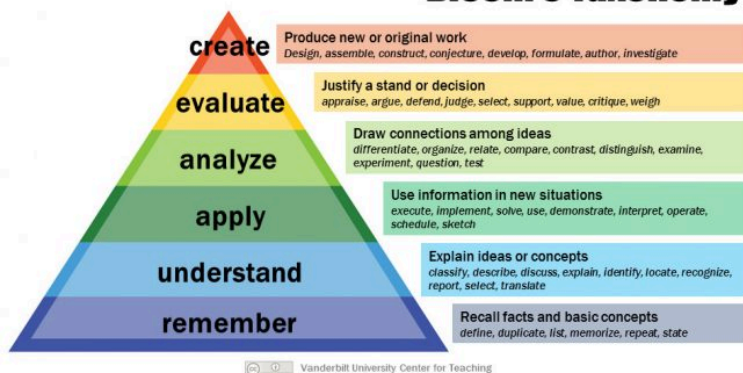 create
Produce new or original work
Design, assemble, construct, conjecture, develop, formulate, author, investigate
evaluate
Justify a stand or decision
appraise, argue, defend, judge, select, support, value, critique, weigh
analyze
Draw connections among ideas
differentiate, organize, relate, compare, contrast, distinguish, examine,
experiment, question, test
apply
Use information in new situations
execute, implement, solve, use, demonstrate, interpret, operate,
schedule, sketch
understand
Explain ideas or concepts
classify, describe, discuss, explain, identify, locate, recognize,
report, select, translate
remember
Recall facts and basic concepts
define, duplicate, list, memorize, repeat, state
Vanderbilt University Center for Teaching